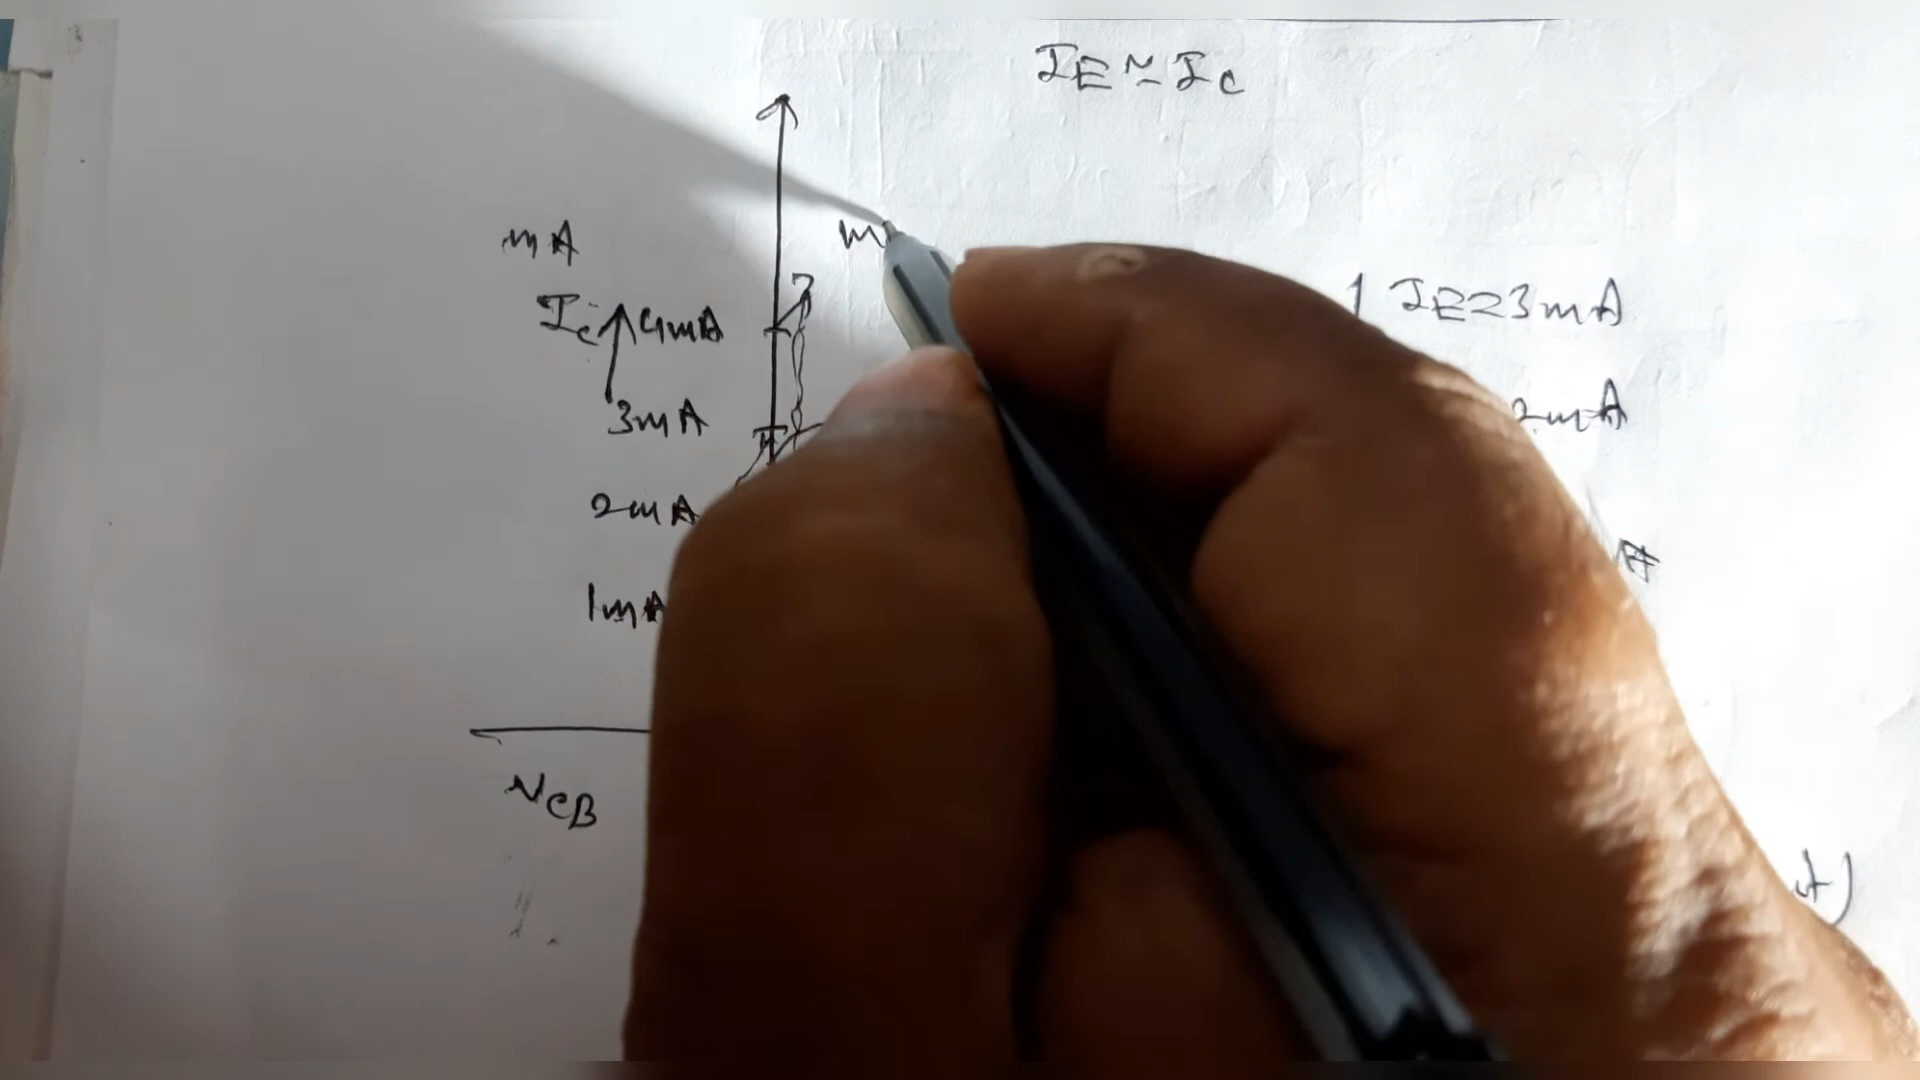 IE ≃ Ic
mA
Ic 4mA
IE=3mA
3mA
2mA
2mA
1mA
VCB